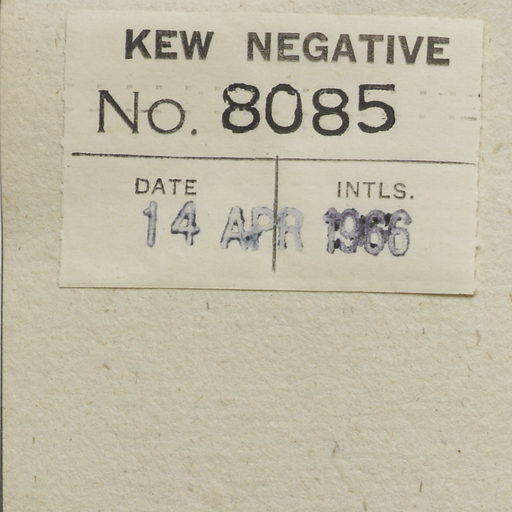 KEW NEGATIVE
No. 8085
DATE INTLS.
14 APR 1966